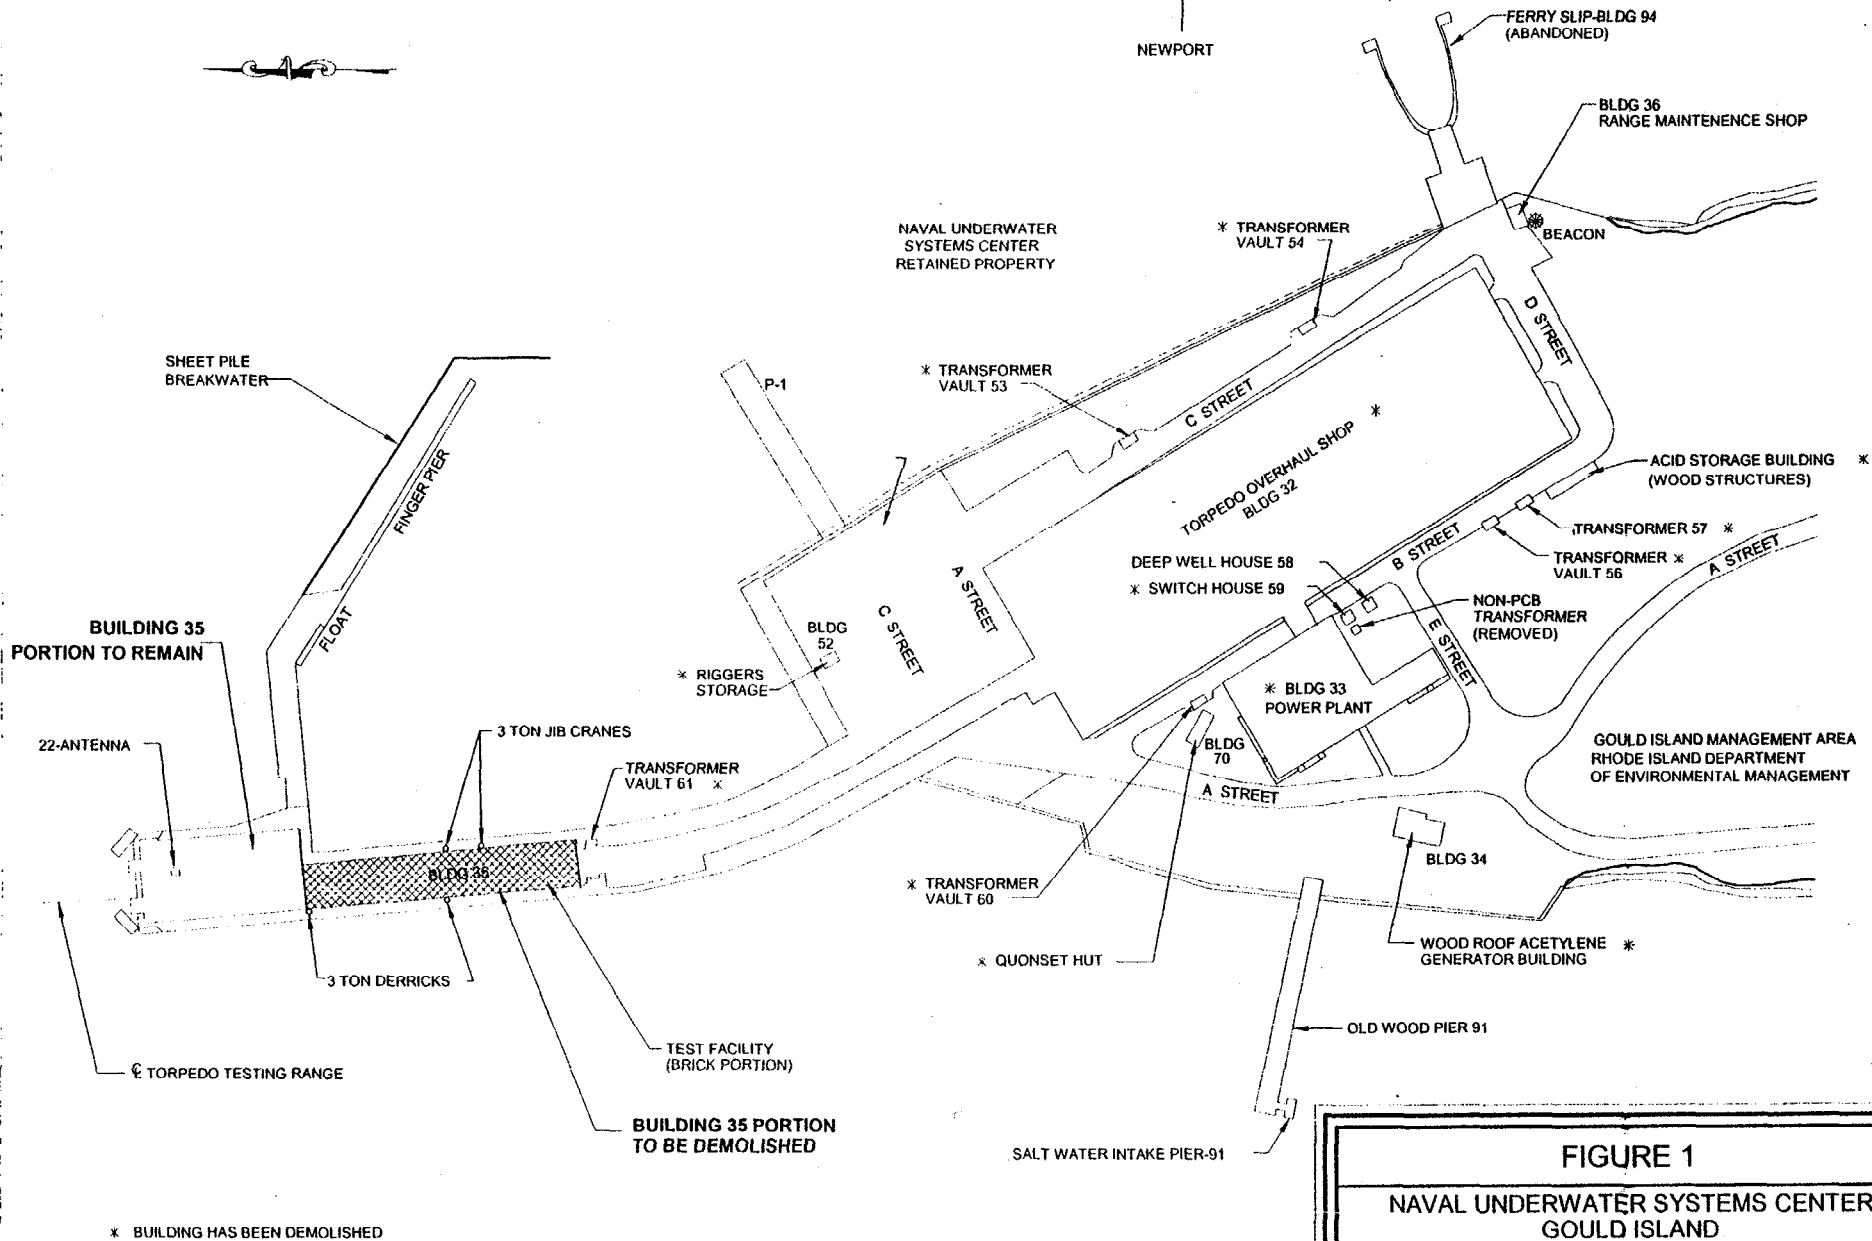 NEWPORT
FERRY SLIP-BLDG 94
(ABANDONED)
BLDG 36
RANGE MAINTENENCE SHOP
BEACON
NAVAL UNDERWATER
SYSTEMS CENTER
RETAINED PROPERTY
* TRANSFORMER
VAULT 54
D STREET
SHEET PILE
BREAKWATER
P-1
* TRANSFORMER
VAULT 53
C STREET
TORPEDO OVERHAUL SHOP *
BLDG 32
FINGER PIER
ACID STORAGE BUILDING *
(WOOD STRUCTURES)
TRANSFORMER 57 *
TRANSFORMER *
VAULT 56
A STREET
B STREET
DEEP WELL HOUSE 58
* SWITCH HOUSE 59
NON-PCB
TRANSFORMER
(REMOVED)
E STREET
A STREET
C STREET
BLDG
52
* RIGGERS
STORAGE
FLOAT
BUILDING 35
PORTION TO REMAIN
* BLDG 33
POWER PLANT
BLDG
70
A STREET
GOULD ISLAND MANAGEMENT AREA
RHODE ISLAND DEPARTMENT
OF ENVIRONMENTAL MANAGEMENT
22-ANTENNA
3 TON JIB CRANES
TRANSFORMER
VAULT 61 *
BLDG 35
BLDG 34
* TRANSFORMER
VAULT 60
WOOD ROOF ACETYLENE *
GENERATOR BUILDING
* QUONSET HUT
3 TON DERRICKS
OLD WOOD PIER 91
TEST FACILITY
(BRICK PORTION)
℄ TORPEDO TESTING RANGE
BUILDING 35 PORTION
TO BE DEMOLISHED
SALT WATER INTAKE PIER-91
FIGURE 1
NAVAL UNDERWATER SYSTEMS CENTER
GOULD ISLAND
* BUILDING HAS BEEN DEMOLISHED